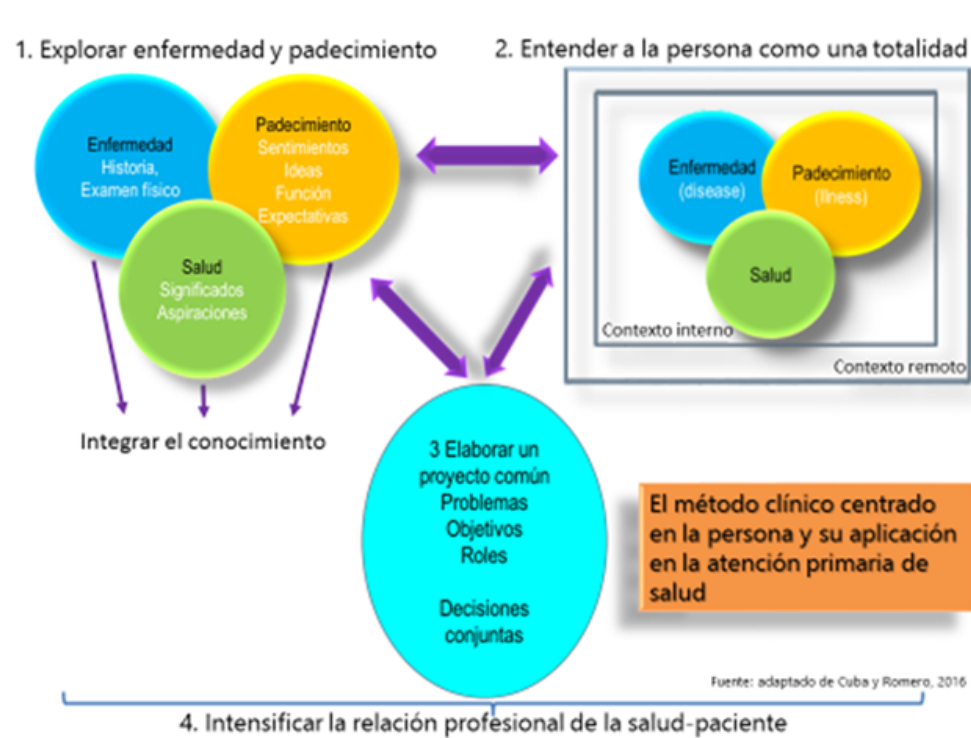 1. Explorar enfermedad y padecimiento
Enfermedad
Historia,
Examen físico
Padecimiento
Sentimientos
Ideas
Función
Expectativas
Salud
Significados
Aspiraciones
Integrar el conocimiento
2. Entender a la persona como una totalidad
Enfermedad
(disease)
Padecimiento
(Ilness)
Salud
Contexto interno
Contexto remoto
3 Elaborar un
proyecto común
Problemas
Objetivos
Roles
Decisiones
conjuntas
El método clínico centrado
en la persona y su aplicación
en la atención primaria de
salud
Fuente: adaptado de Cuba y Romero, 2016
4. Intensificar la relación profesional de la salud-paciente